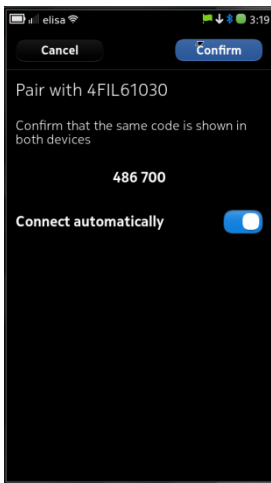 elisa 3:19
Cancel Confirm
Pair with 4FIL61030
Confirm that the same code is shown in
both devices
486 700
Connect automatically